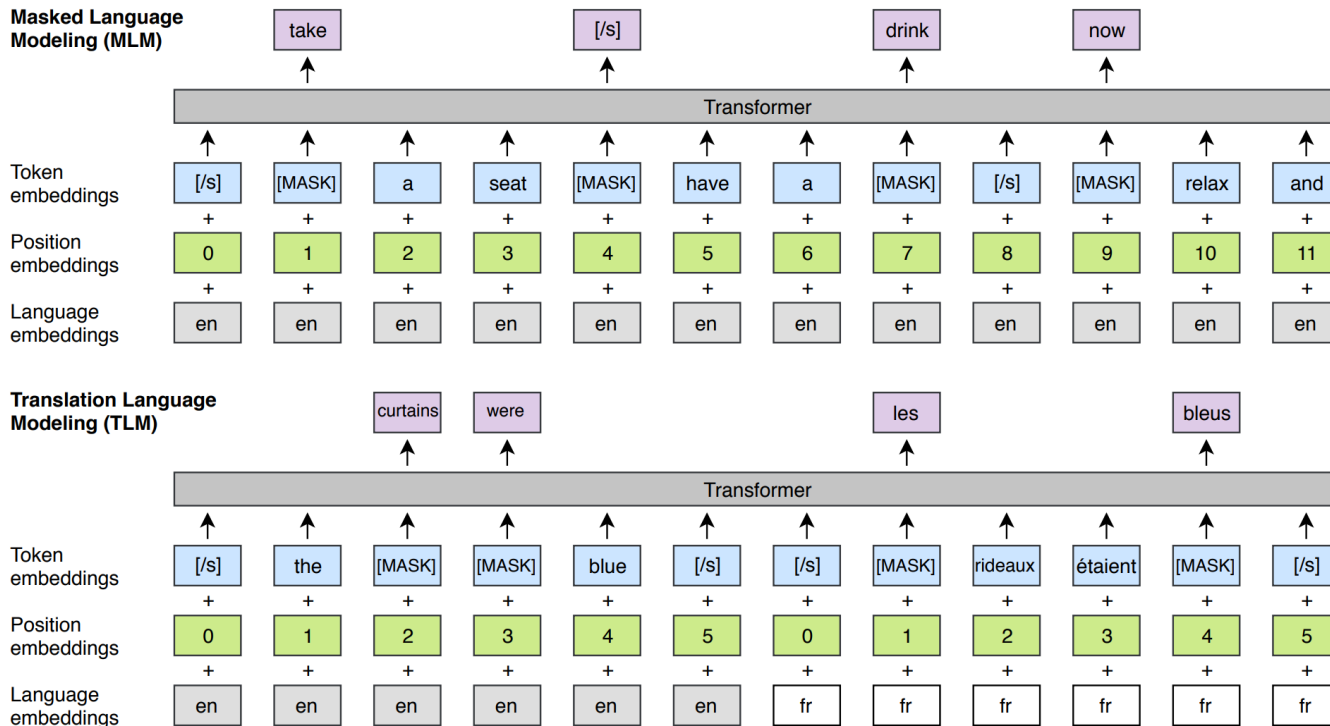 Masked Language
Modeling (MLM)
take [/s] drink now
Transformer
Token
embeddings
[/s] [MASK] a seat [MASK] have a [MASK] [/s] [MASK] relax and
+ + + + + + + + + + + +
Position
embeddings
0 1 2 3 4 5 6 7 8 9 10 11
+ + + + + + + + + + + +
Language
embeddings
en en en en en en en en en en en en
Translation Language
Modeling (TLM)
curtains were les bleus
Transformer
Token
embeddings
[/s] the [MASK] [MASK] blue [/s] [/s] [MASK] rideaux étaient [MASK] [/s]
+ + + + + + + + + + + +
Position
embeddings
0 1 2 3 4 5 0 1 2 3 4 5
+ + + + + + + + + + + +
Language
embeddings
en en en en en en fr fr fr fr fr fr